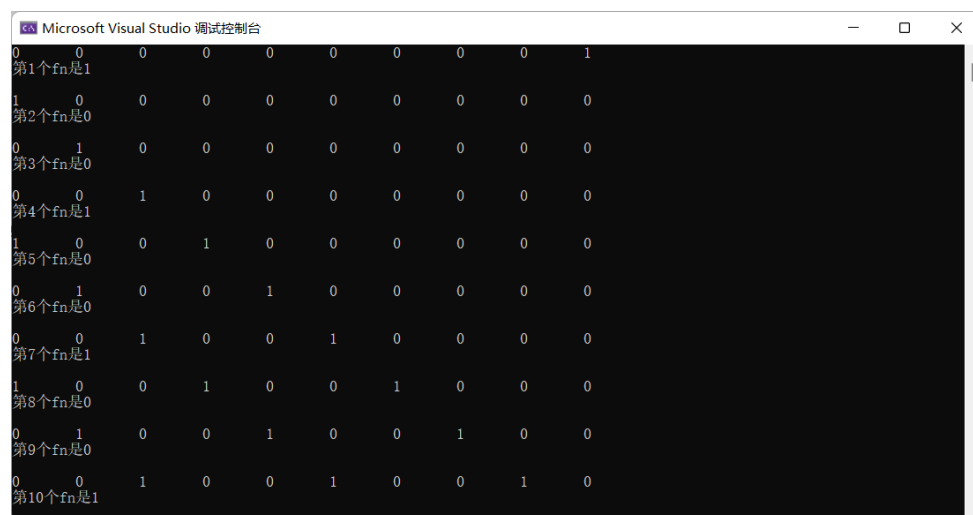 Microsoft Visual Studio 调试控制台
0 0 0 0 0 0 0 0 0 1
第1个fn是1
1 0 0 0 0 0 0 0 0 0
第2个fn是0
0 1 0 0 0 0 0 0 0 0
第3个fn是0
0 0 1 0 0 0 0 0 0 0
第4个fn是1
1 0 0 1 0 0 0 0 0 0
第5个fn是0
0 1 0 0 1 0 0 0 0 0
第6个fn是0
0 0 1 0 0 1 0 0 0 0
第7个fn是1
1 0 0 1 0 0 1 0 0 0
第8个fn是0
0 1 0 0 1 0 0 1 0 0
第9个fn是0
0 0 1 0 0 1 0 0 1 0
第10个fn是1